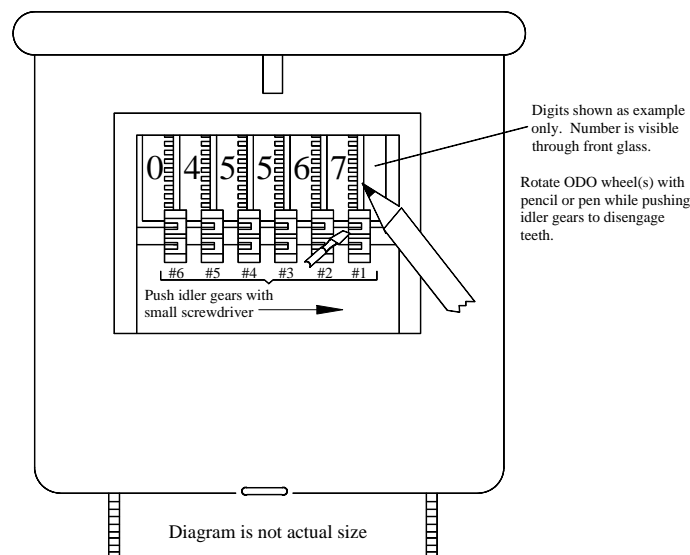 Digits shown as example
only. Number is visible
through front glass.
Rotate ODO wheel(s) with
pencil or pen while pushing
idler gears to disengage
teeth.
0 4 5 5 6 7
#6 #5 #4 #3 #2 #1
Push idler gears with
small screwdriver
Diagram is not actual size